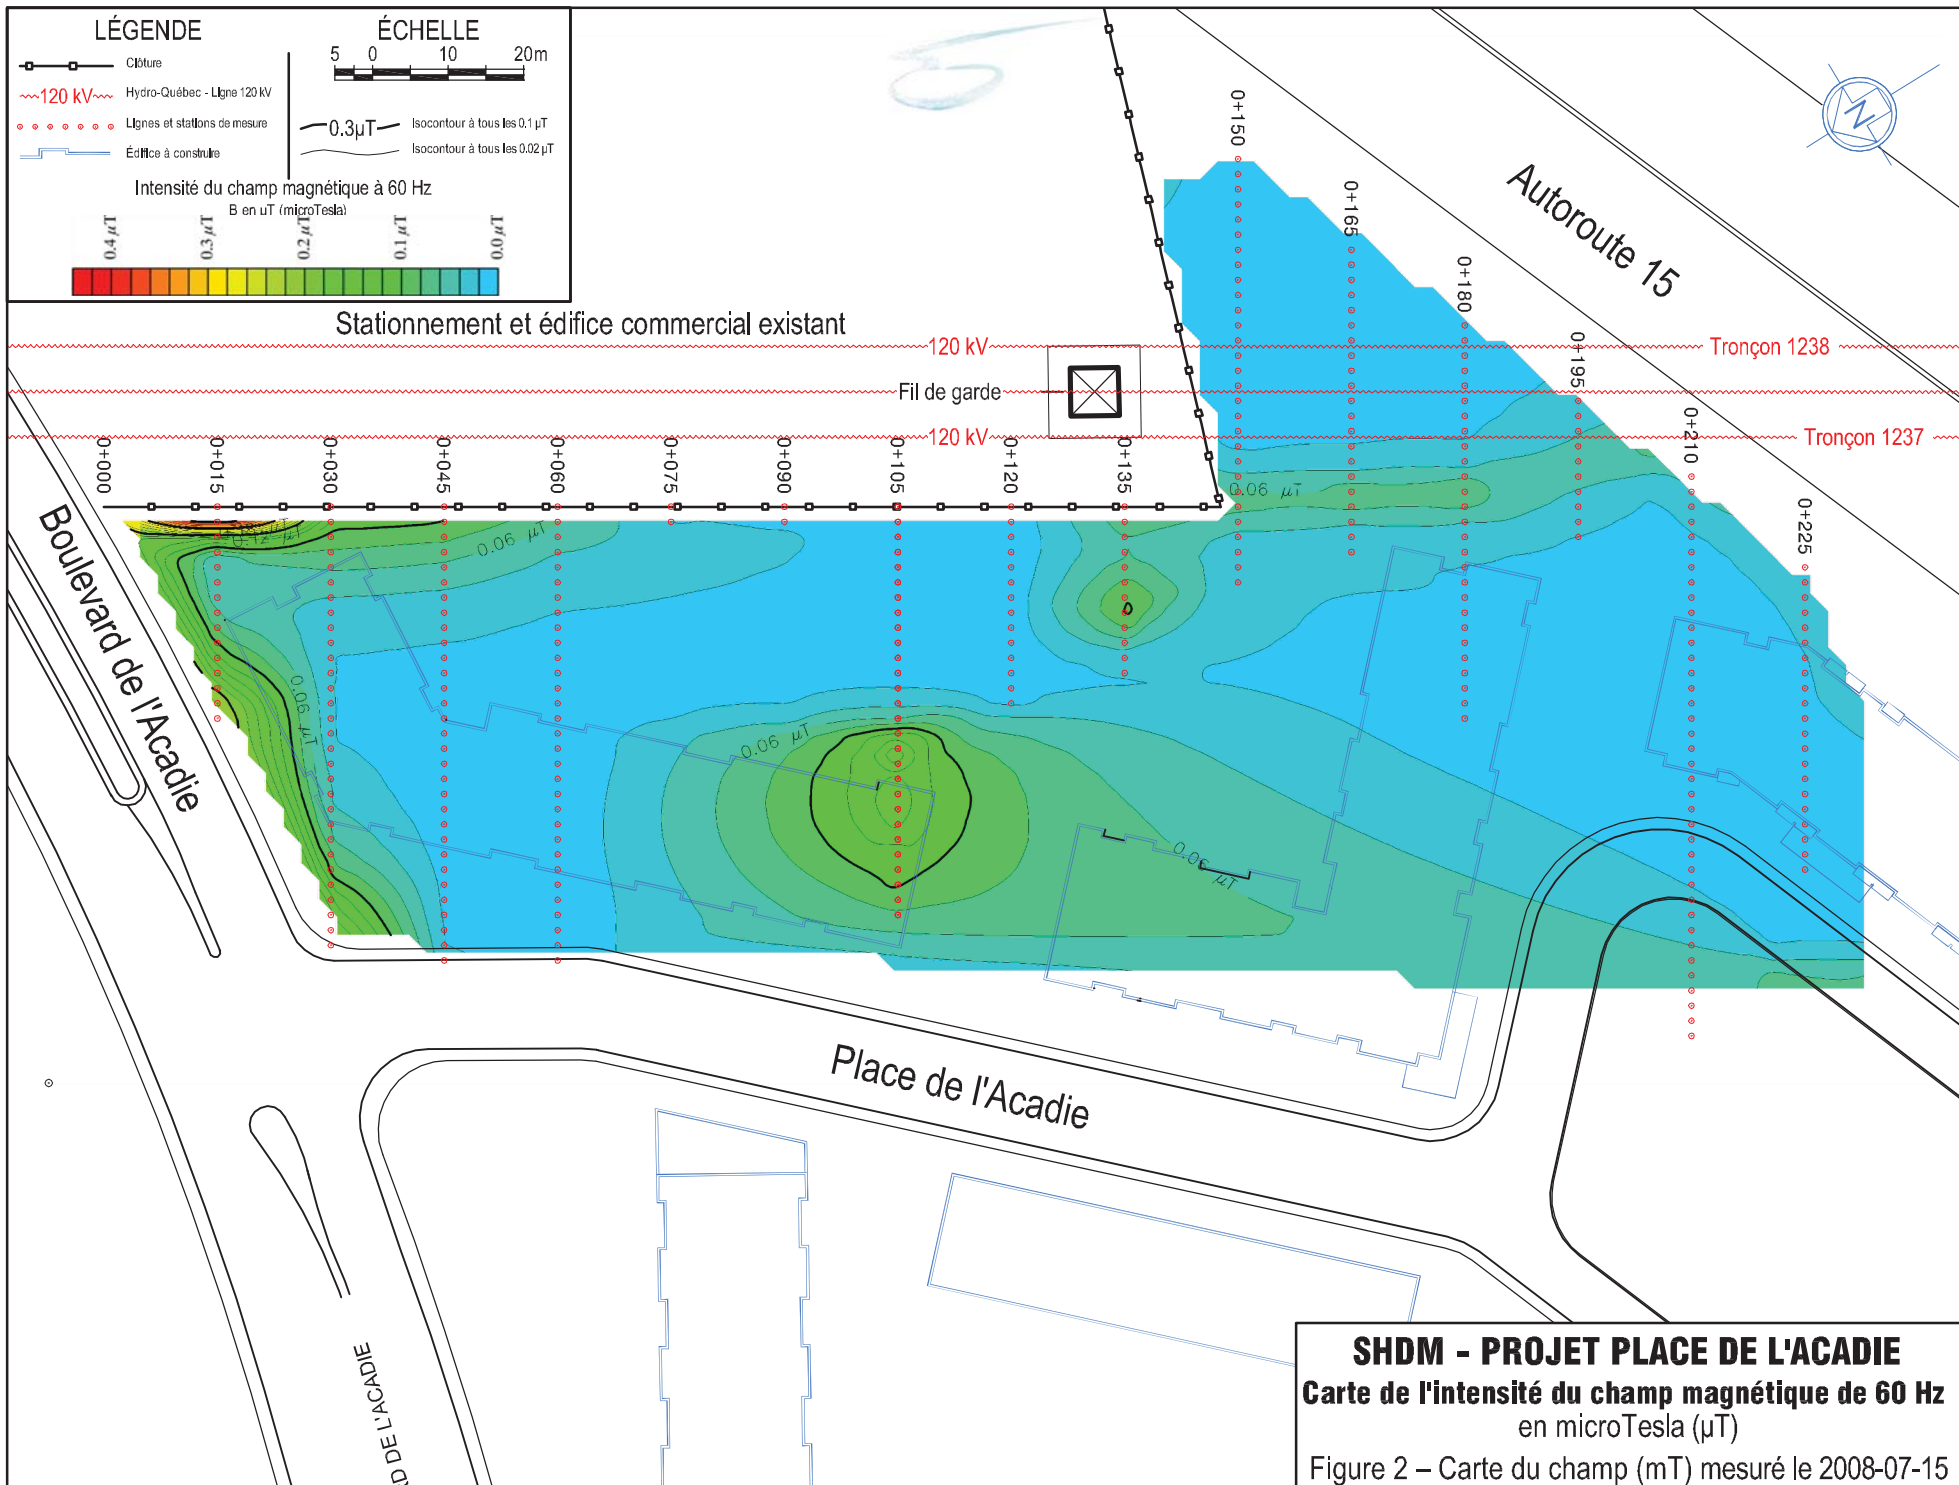 LÉGENDE
Clôture
120 kV
Hydro-Québec - Ligne 120 kV
Lignes et stations de mesure
Édifice à construire
ÉCHELLE
5 0 10 20m
0.3µT
Isocontour à tous les 0.1 µT
Isocontour à tous les 0.02 µT
Intensité du champ magnétique à 60 Hz
B en uT (microTesla)
0.4 µT
0.3 µT
0.2 µT
0.1 µT
0.0 µT
Stationnement et édifice commercial existant
120 kV
Fil de garde
120 kV
Tronçon 1238
Tronçon 1237
Autoroute 15
N
0+000
0+015
0+030
0+045
0+060
0+075
0+090
0+105
0+120
0+135
0+150
0+165
0+180
0+195
0+210
0+225
0.12 µT
0.06 µT
0.06 µT
0.06 µT
0.06 µT
0.06 µT
Boulevard de l'Acadie
Place de l'Acadie
D DE L'ACADIE
SHDM - PROJET PLACE DE L'ACADIE
Carte de l'intensité du champ magnétique de 60 Hz
en microTesla (µT)
Figure 2 – Carte du champ (mT) mesuré le 2008-07-15